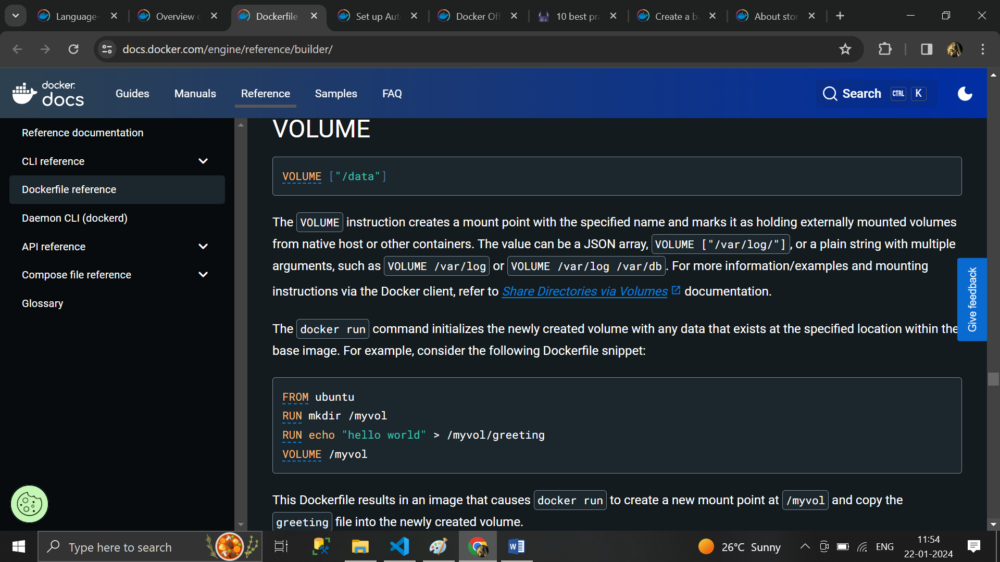 Language-
Overview c
Dockerfile
Set up Aut
Docker Off
10 best pra
Create a ba
About stor
docs.docker.com/engine/reference/builder/
docker
docs
Guides
Manuals
Reference
Samples
FAQ
Search
CTRL
K
Reference documentation
CLI reference
Dockerfile reference
Daemon CLI (dockerd)
API reference
Compose file reference
Glossary
VOLUME
VOLUME ["/data"]
The VOLUME instruction creates a mount point with the specified name and marks it as holding externally mounted volumes
from native host or other containers. The value can be a JSON array, VOLUME ["/var/log/"], or a plain string with multiple
arguments, such as VOLUME /var/log or VOLUME /var/log /var/db. For more information/examples and mounting
instructions via the Docker client, refer to Share Directories via Volumes documentation.
The docker run command initializes the newly created volume with any data that exists at the specified location within the
base image. For example, consider the following Dockerfile snippet:
FROM ubuntu
RUN mkdir /myvol
RUN echo "hello world" > /myvol/greeting
VOLUME /myvol
This Dockerfile results in an image that causes docker run to create a new mount point at /myvol and copy the
greeting file into the newly created volume.
Give feedback
Type here to search
26°C Sunny
ENG
11:54
22-01-2024